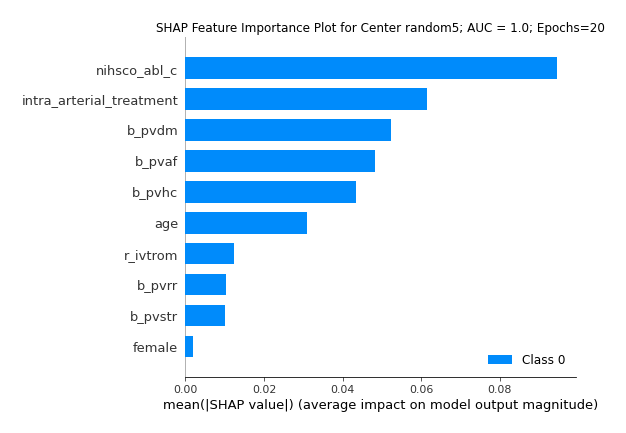 SHAP Feature Importance Plot for Center random5; AUC = 1.0; Epochs=20
nihsco_abl_c
intra_arterial_treatment
b_pvdm
b_pvaf
b_pvhc
age
r_ivtrom
b_pvrr
b_pvstr
female
Class 0
0.00 0.02 0.04 0.06 0.08
mean(|SHAP value|) (average impact on model output magnitude)